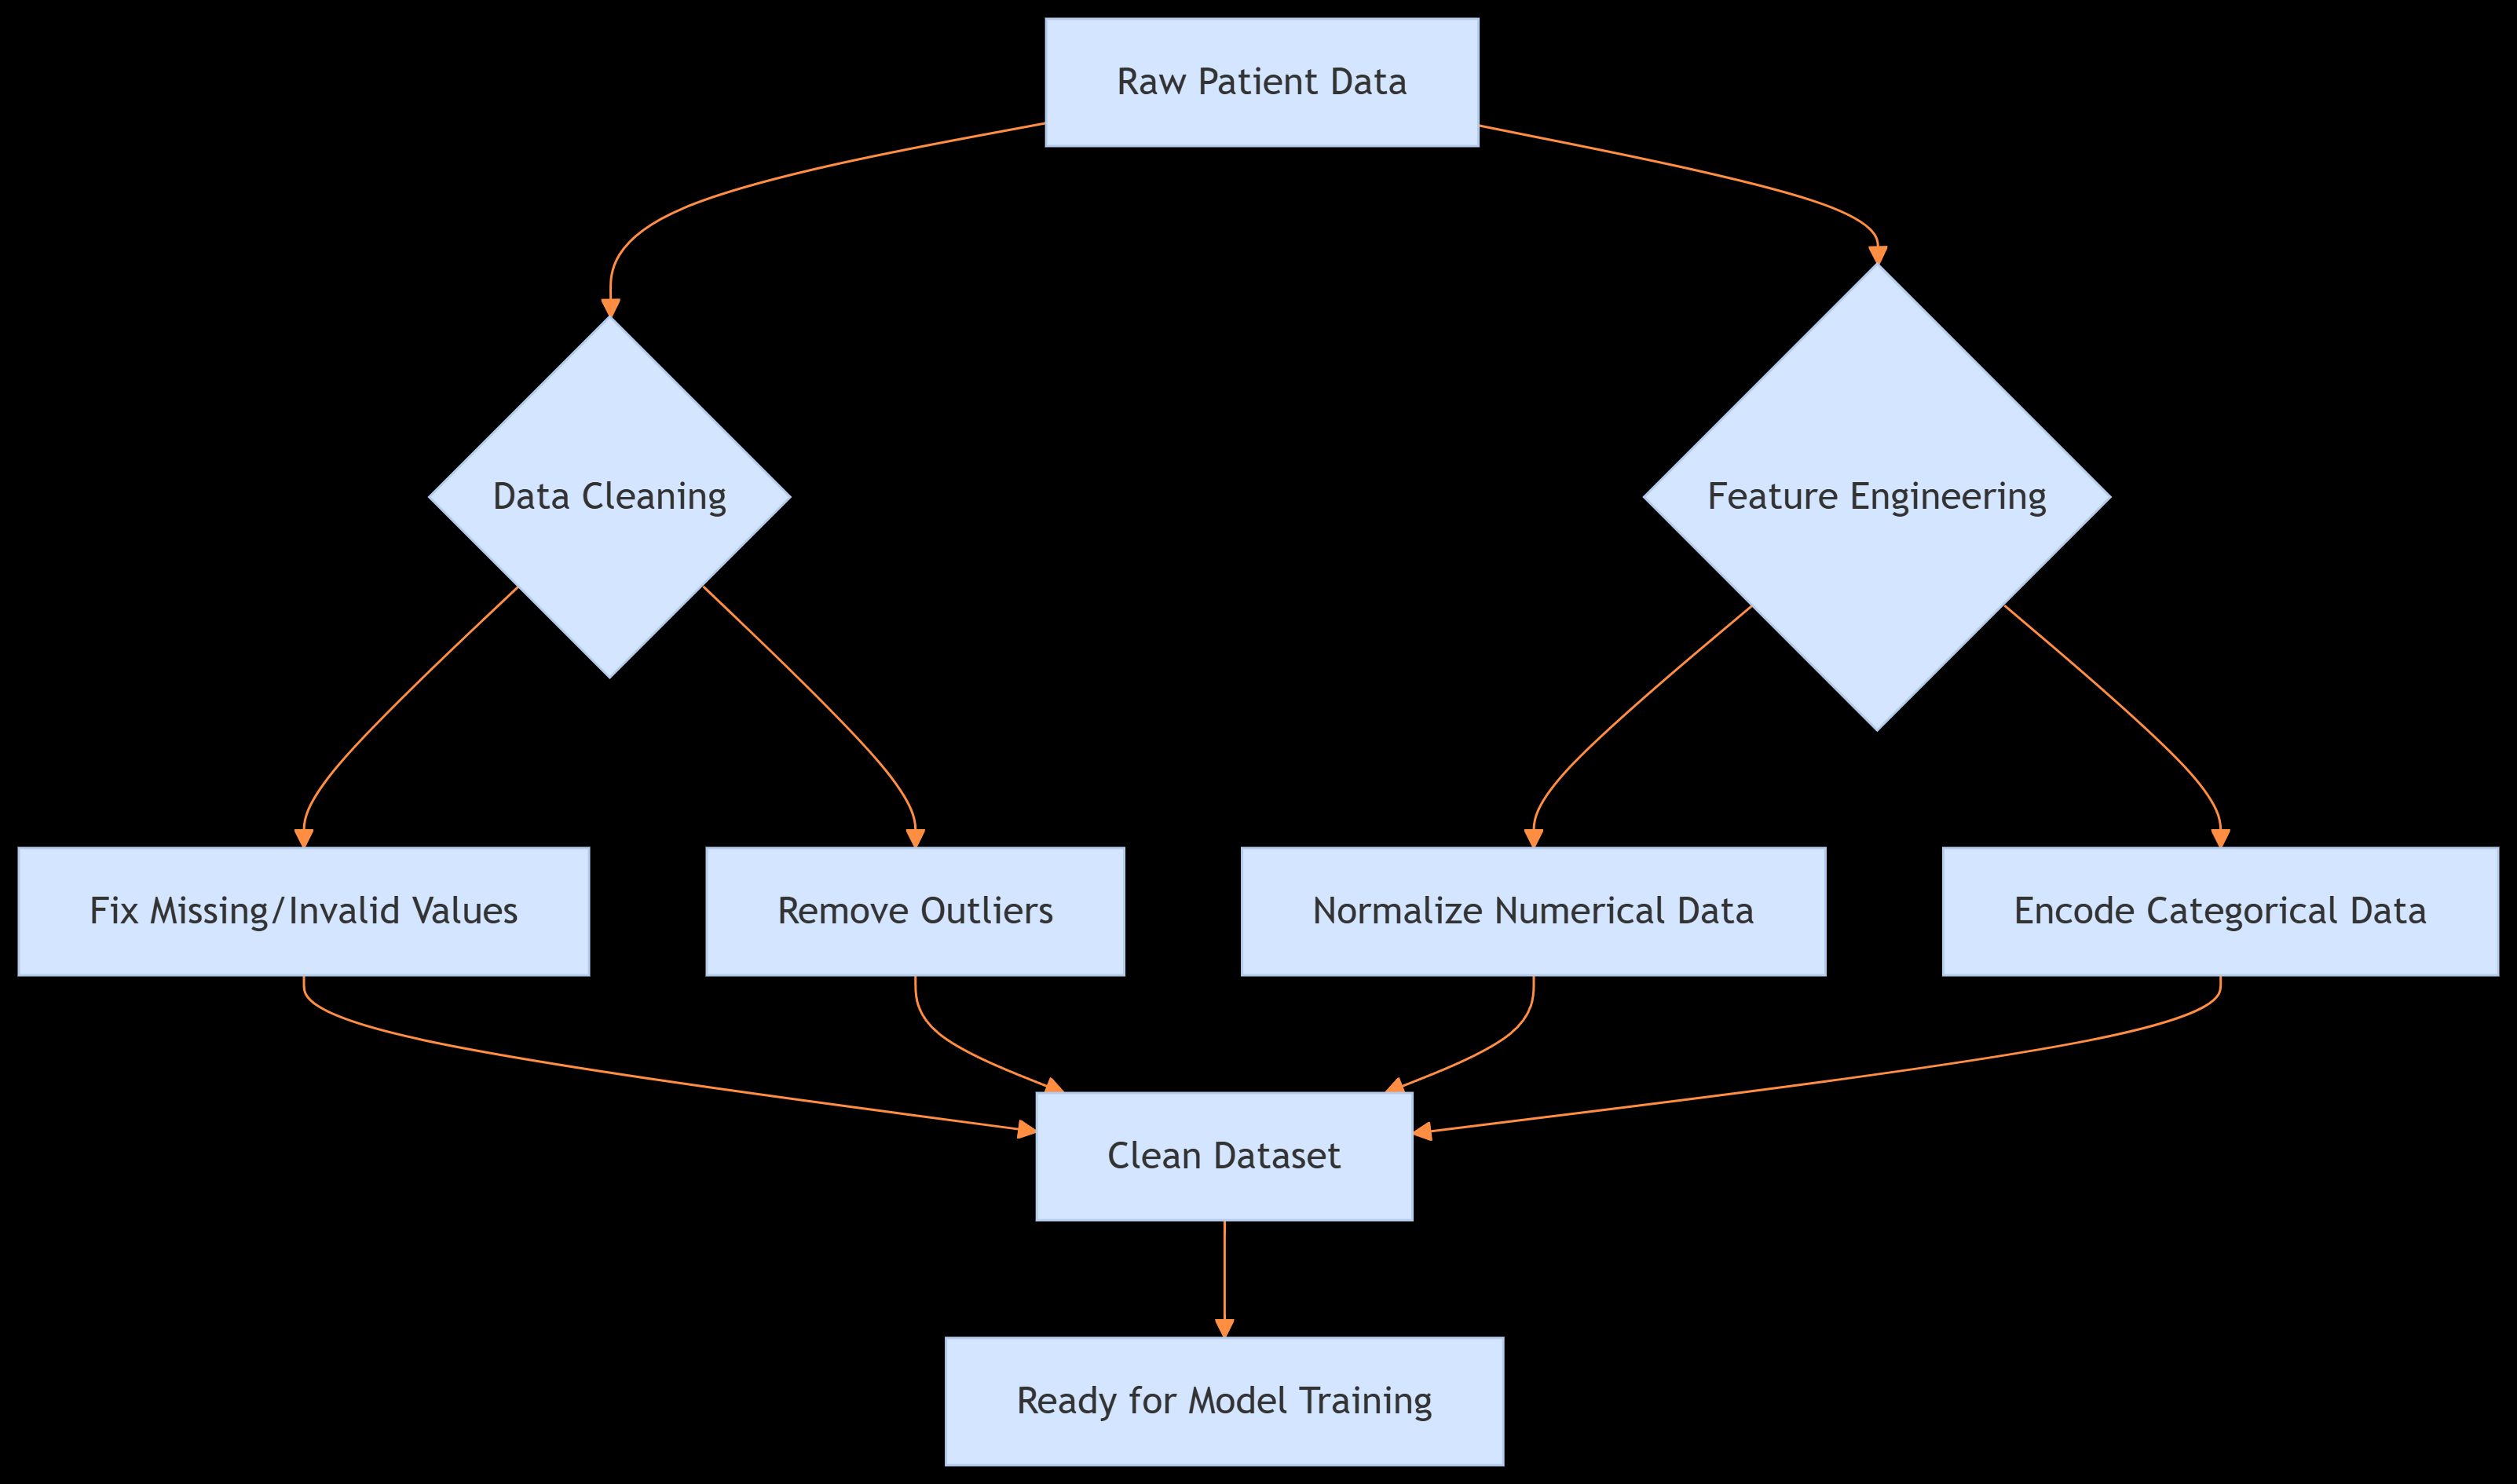 Raw Patient Data
Data Cleaning
Feature Engineering
Fix Missing/Invalid Values
Remove Outliers
Normalize Numerical Data
Encode Categorical Data
Clean Dataset
Ready for Model Training